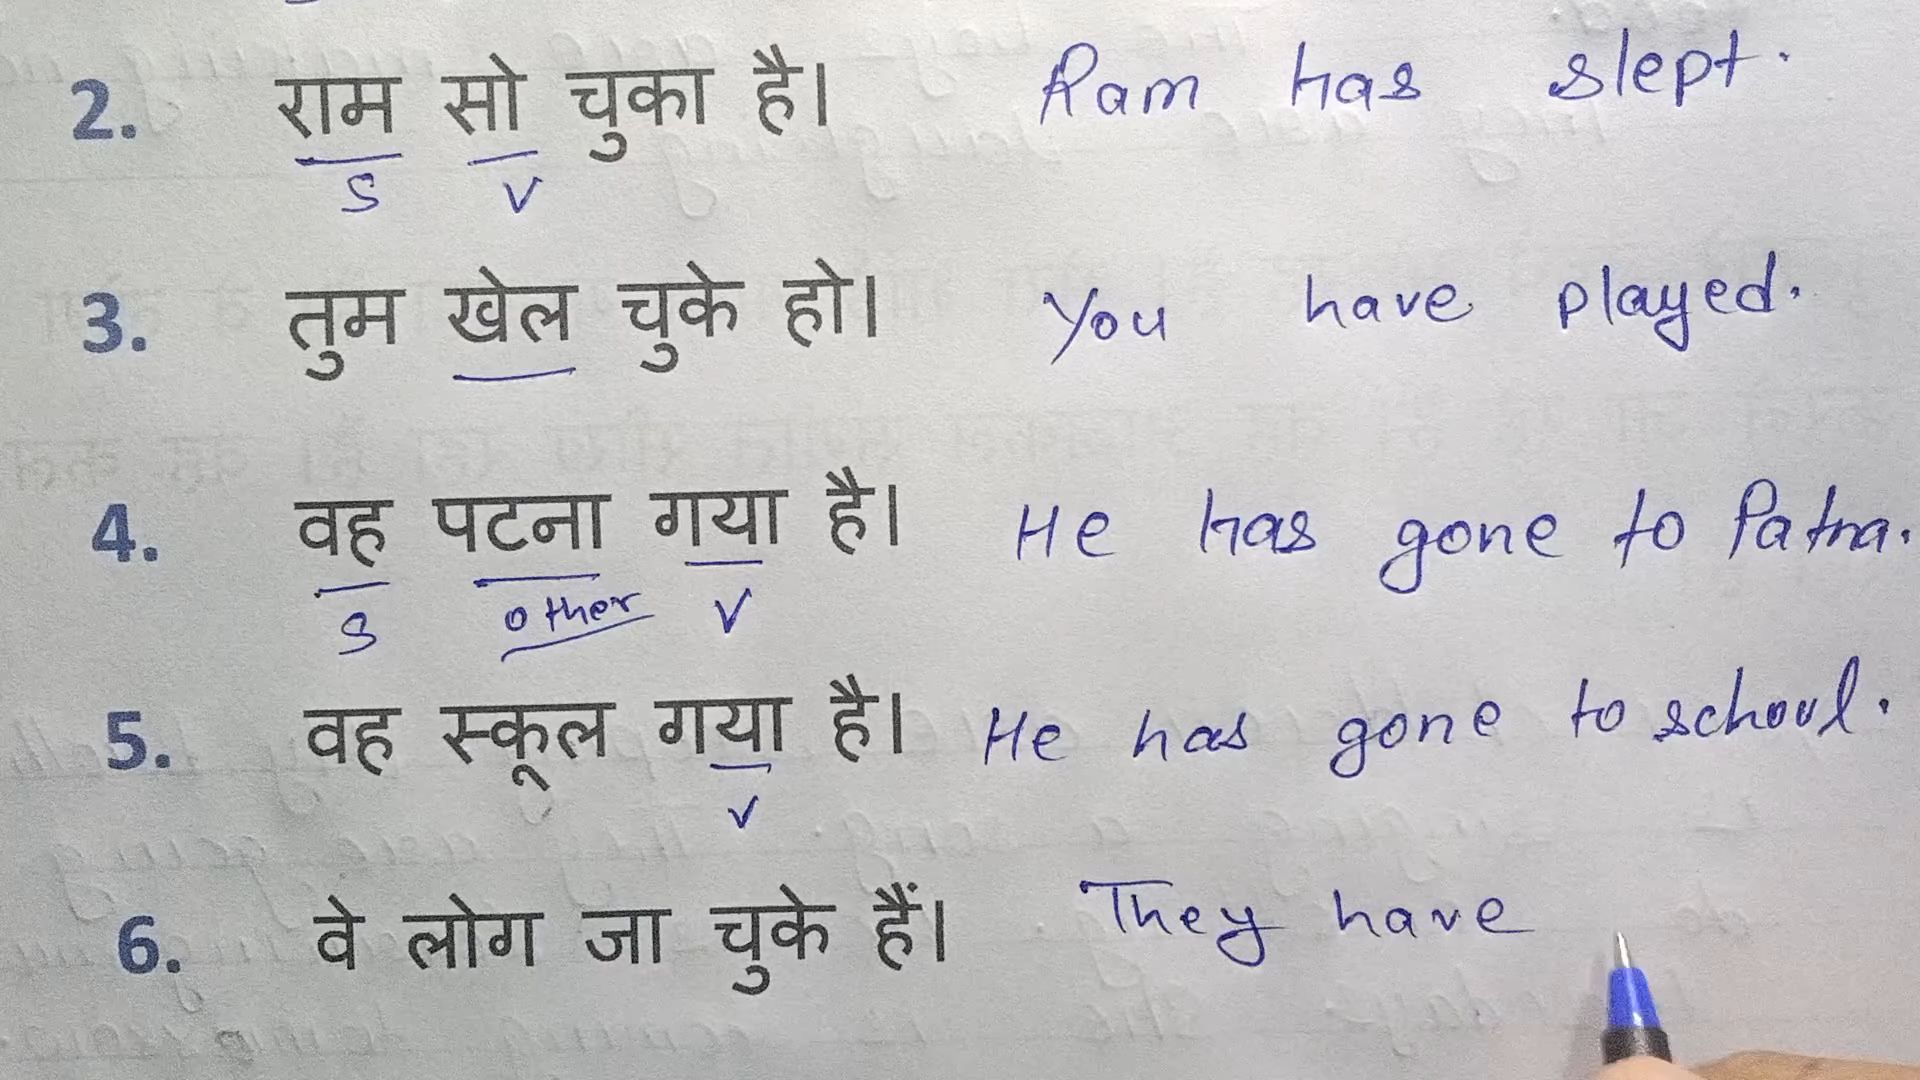 2. राम सो चुका है। Ram has slept.
S V
3. तुम खेल चुके हो। You have played.
4. वह पटना गया है। He has gone to Patna.
S other V
5. वह स्कूल गया है। He has gone to school.
V
6. वे लोग जा चुके हैं। They have